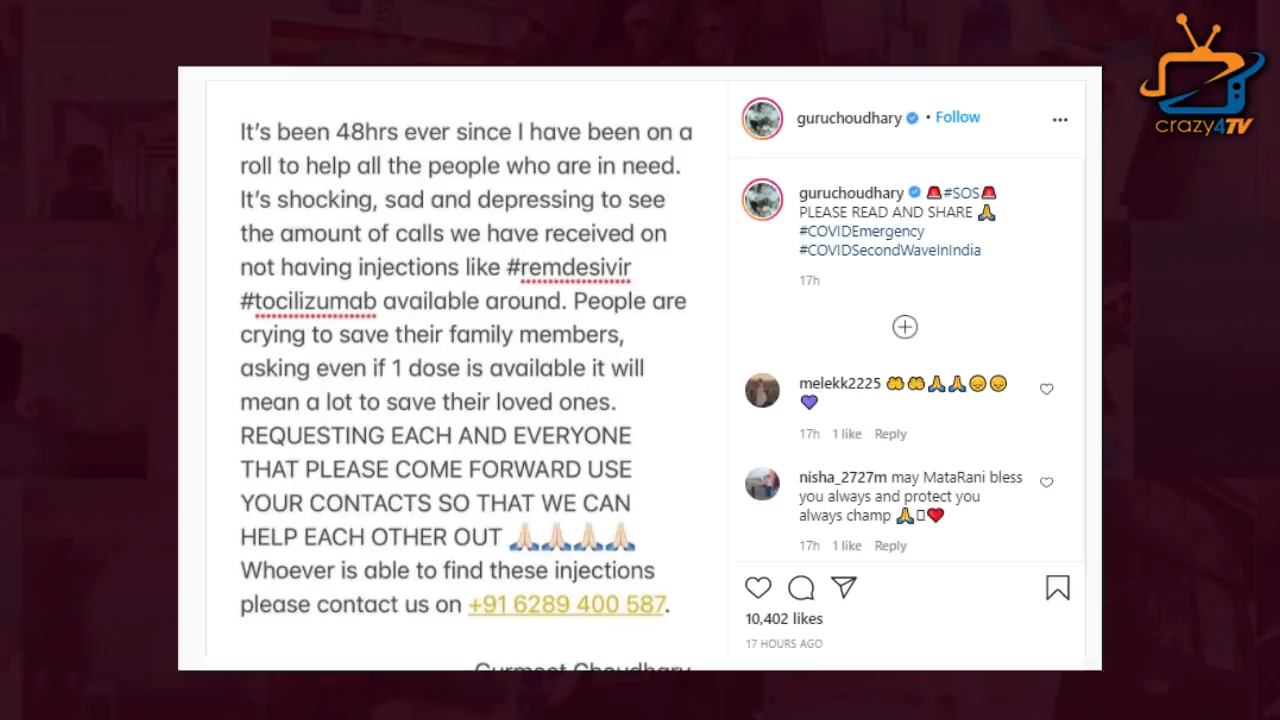 crazy4TV
It’s been 48hrs ever since I have been on a
roll to help all the people who are in need.
It’s shocking, sad and depressing to see
the amount of calls we have received on
not having injections like #remdesivir
#tocilizumab available around. People are
crying to save their family members,
asking even if 1 dose is available it will
mean a lot to save their loved ones.
REQUESTING EACH AND EVERYONE
THAT PLEASE COME FORWARD USE
YOUR CONTACTS SO THAT WE CAN
HELP EACH OTHER OUT 🙏🏻🙏🏻🙏🏻🙏🏻
Whoever is able to find these injections
please contact us on +91 6289 400 587.
Gurmeet Choudhary
guruchoudhary • Follow
guruchoudhary 🚨#SOS🚨
PLEASE READ AND SHARE 🙏
#COVIDEmergency
#COVIDSecondWaveInIndia
17h
melekk2225 🤲🤲🙏🙏😞😞
💜
17h 1 like Reply
nisha_2727m may MataRani bless
you always and protect you
always champ 🙏▯❤️
17h 1 like Reply
10,402 likes
17 HOURS AGO